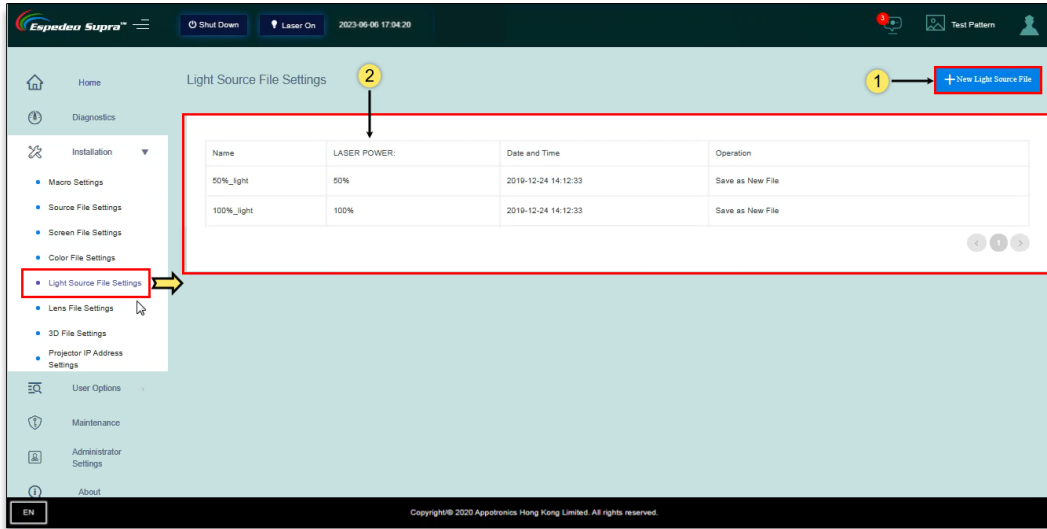 Espedeo Supra™
Shut Down
Laser On
2023-06-06 17:04:20
3
Test Pattern
Home
Diagnostics
Installation
Macro Settings
Source File Settings
Screen File Settings
Color File Settings
Light Source File Settings
Lens File Settings
3D File Settings
Projector IP Address
Settings
User Options
Maintenance
Administrator
Settings
About
EN
Light Source File Settings
2
1
+New Light Source File
Name LASER POWER: Date and Time Operation
50%_light 50% 2019-12-24 14:12:33 Save as New File
100%_light 100% 2019-12-24 14:12:33 Save as New File
< 1 >
Copyright/© 2020 Appotronics Hong Kong Limited. All rights reserved.